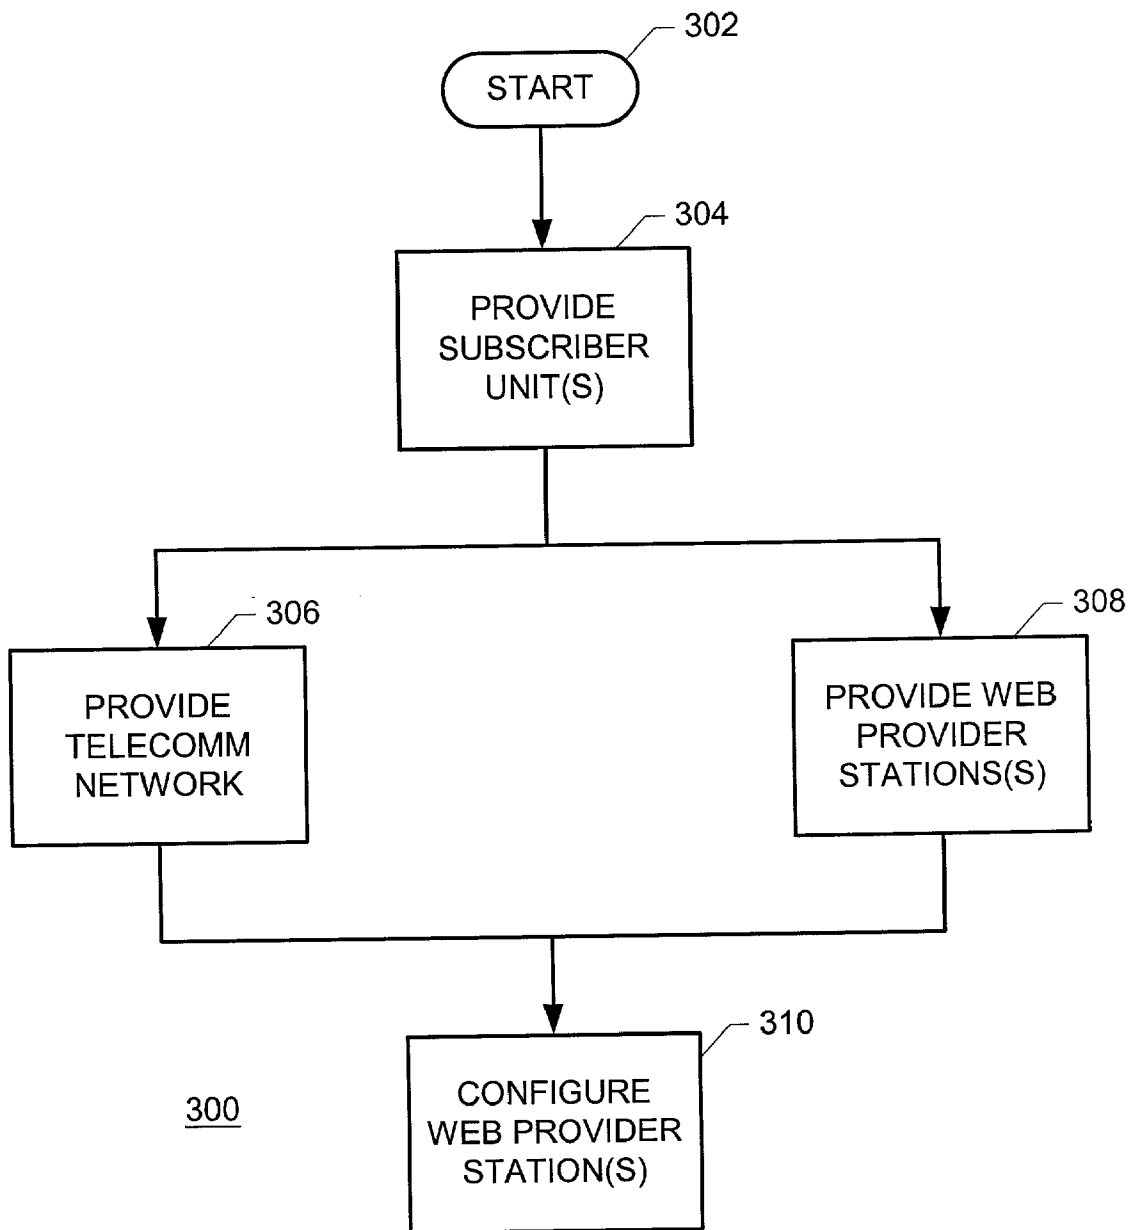 302
START
304
PROVIDE
SUBSCRIBER
UNIT(S)
306
308
PROVIDE
TELECOMM
NETWORK
PROVIDE WEB
PROVIDER
STATIONS(S)
310
CONFIGURE
WEB PROVIDER
STATION(S)
300